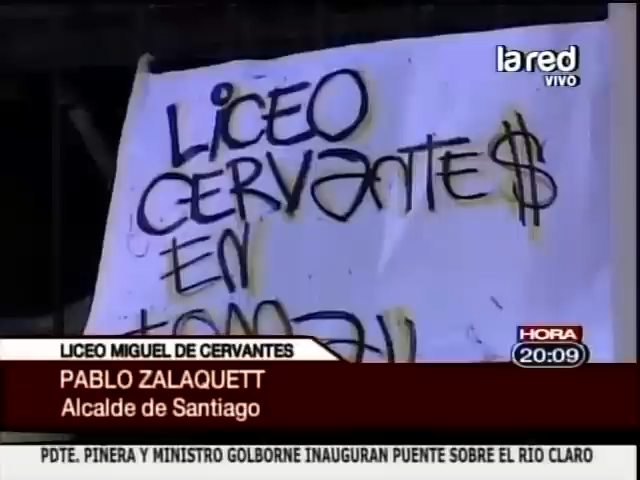 la red
VIVO
LICEO
CERVANTE$
EN
LICEO MIGUEL DE CERVANTES
HORA
20:09
PABLO ZALAQUETT
Alcalde de Santiago
PDTE. PIÑERA Y MINISTRO GOLBORNE INAUGURAN PUENTE SOBRE EL RÍO CLARO